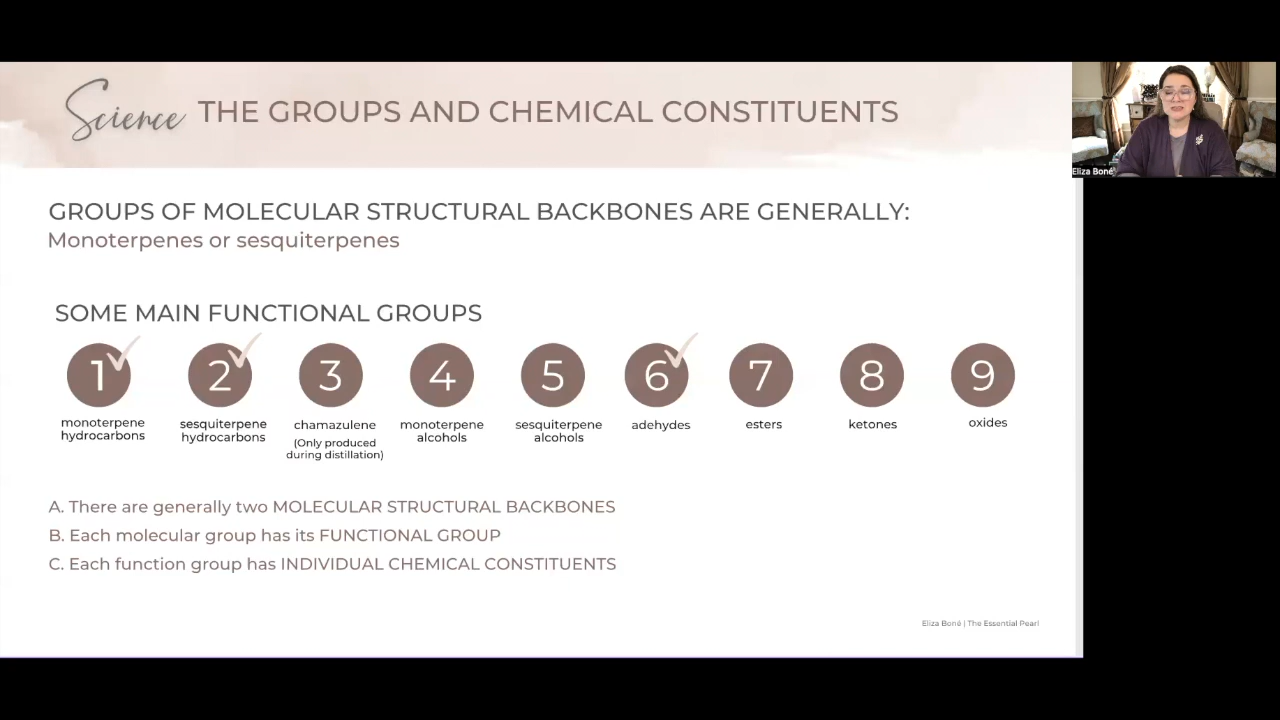 Science THE GROUPS AND CHEMICAL CONSTITUENTS
Eliza Boné
GROUPS OF MOLECULAR STRUCTURAL BACKBONES ARE GENERALLY:
Monoterpenes or sesquiterpenes
SOME MAIN FUNCTIONAL GROUPS
1 2 3 4 5 6 7 8 9
monoterpene
hydrocarbons
sesquiterpene
hydrocarbons
chamazulene
(Only produced
during distillation)
monoterpene
alcohols
sesquiterpene
alcohols
adehydes
esters
ketones
oxides
A. There are generally two MOLECULAR STRUCTURAL BACKBONES
B. Each molecular group has its FUNCTIONAL GROUP
C. Each function group has INDIVIDUAL CHEMICAL CONSTITUENTS
Eliza Boné | The Essential Pearl